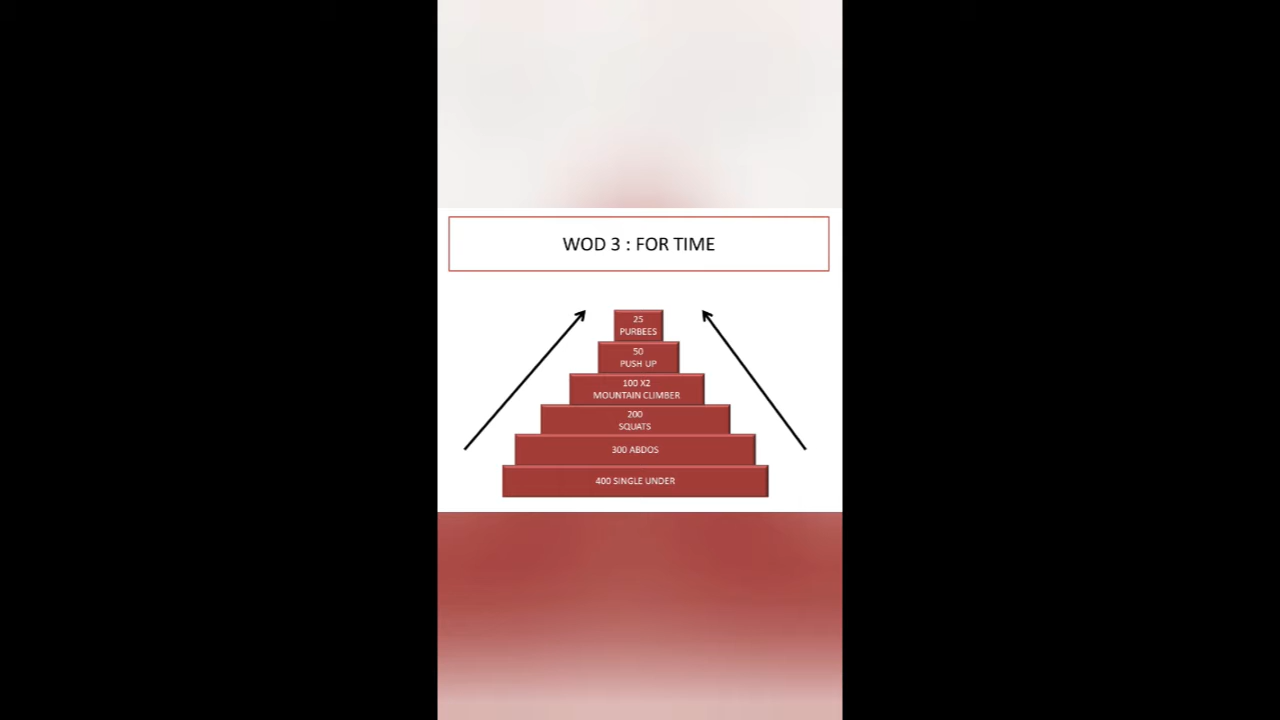 WOD 3 : FOR TIME
25
PURBEES
50
PUSH UP
100 X2
MOUNTAIN CLIMBER
200
SQUATS
300 ABDOS
400 SINGLE UNDER